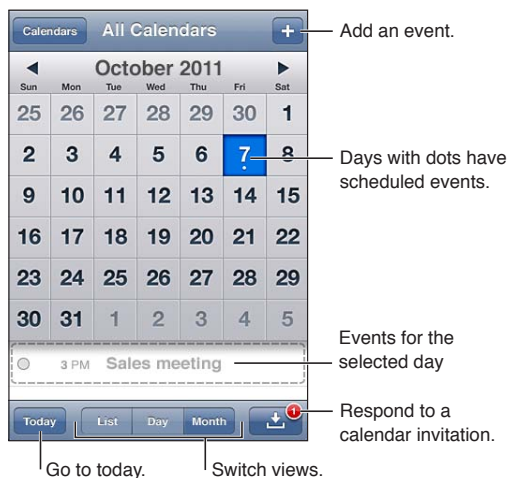 Calendars All Calendars +
Add an event.
October 2011
Sun Mon Tue Wed Thu Fri Sat
25 26 27 28 29 30 1
2 3 4 5 6 7 8
Days with dots have
scheduled events.
9 10 11 12 13 14 15
16 17 18 19 20 21 22
23 24 25 26 27 28 29
30 31 1 2 3 4 5
3 PM Sales meeting
Events for the
selected day
Today List Day Month 1
Respond to a
calendar invitation.
Go to today.
Switch views.